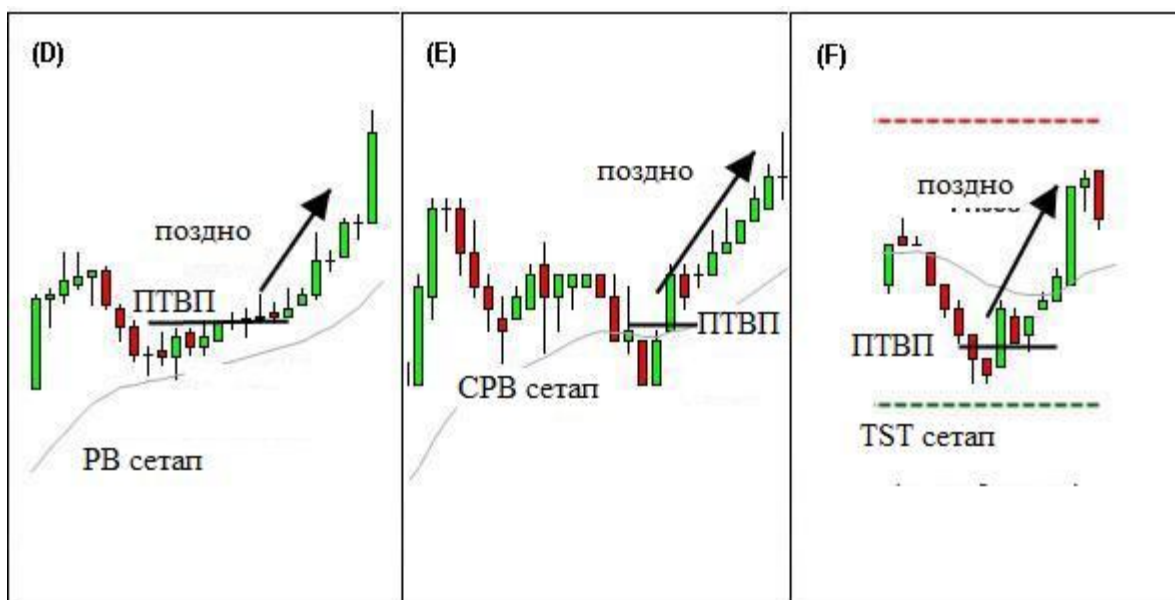 (D)
поздно
ПТВП
PB сетап
(E)
поздно
ПТВП
CPB сетап
(F)
поздно
ПТВП
TST сетап